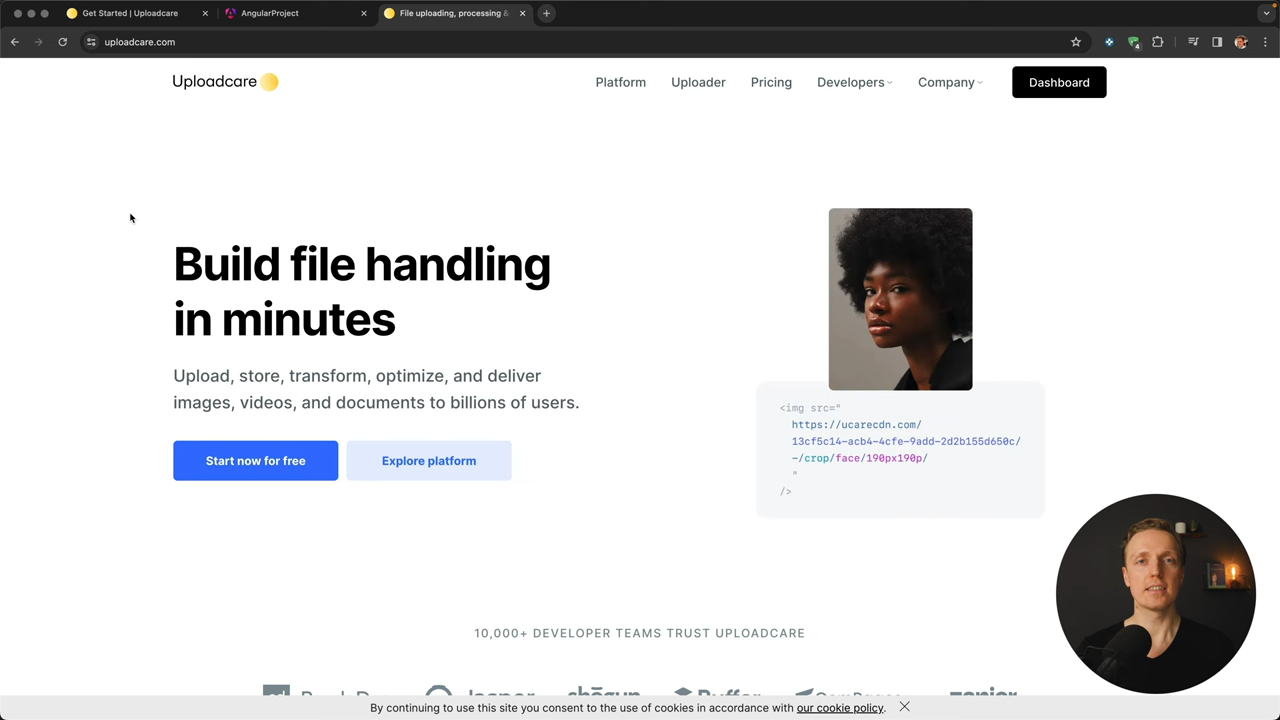 Get Started | Uploadcare
AngularProject
File uploading, processing &
uploadcare.com
4
Uploadcare
Platform
Uploader
Pricing
Developers
Company
Dashboard
Build file handling
in minutes
Upload, store, transform, optimize, and deliver
images, videos, and documents to billions of users.
Start now for free
Explore platform
<img src="
https://ucarecdn.com/
13cf5c14-acb4-4cfe-9add-2d2b155d650c/
-/crop/face/190px190p/
"
/>
10,000+ DEVELOPER TEAMS TRUST UPLOADCARE
shōgun
Buffer
By continuing to use this site you consent to the use of cookies in accordance with our cookie policy.